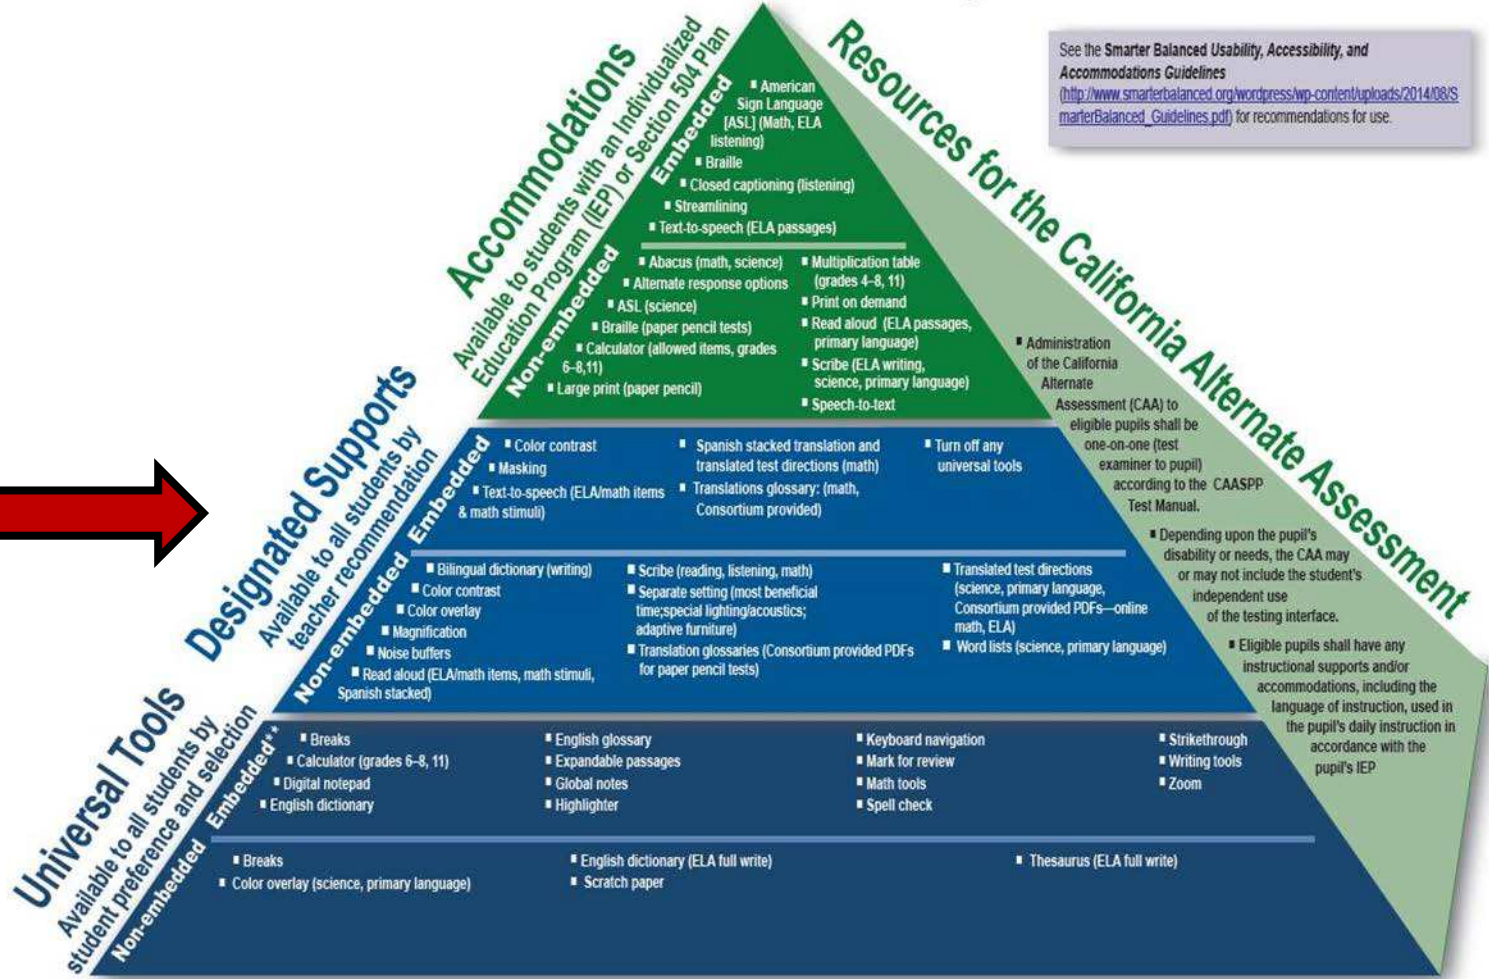 See the Smarter Balanced Usability, Accessibility, and
Accommodations Guidelines
(http://www.smarterbalanced.org/wordpress/wp-content/uploads/2014/08/S
marterBalanced_Guidelines.pdf) for recommendations for use.
Resources for the California Alternate Assessment
Accommodations
Available to students with an Individualized
Education Program (IEP) or Section 504 Plan
Embedded
▪ American
Sign Language
[ASL] (Math, ELA
listening)
▪ Braille
▪ Closed captioning (listening)
▪ Streamlining
▪ Text-to-speech (ELA passages)
Non-embedded
▪ Abacus (math, science)
▪ Alternate response options
▪ ASL (science)
▪ Braille (paper pencil tests)
▪ Calculator (allowed items, grades
6–8,11)
▪ Large print (paper pencil)
▪ Multiplication table
(grades 4–8, 11)
▪ Print on demand
▪ Read aloud (ELA passages,
primary language)
▪ Scribe (ELA writing,
science, primary language)
▪ Speech-to-text
Designated Supports
Available to all students by
teacher recommendation
Embedded
▪ Color contrast
▪ Masking
▪ Text-to-speech (ELA/math items
& math stimuli)
▪ Spanish stacked translation and
translated test directions (math)
▪ Translations glossary: (math,
Consortium provided)
▪ Turn off any
universal tools
Non-embedded
▪ Bilingual dictionary (writing)
▪ Color contrast
▪ Color overlay
▪ Magnification
▪ Noise buffers
▪ Read aloud (ELA/math items, math stimuli,
Spanish stacked)
▪ Scribe (reading, listening, math)
▪ Separate setting (most beneficial
time;special lighting/acoustics;
adaptive furniture)
▪ Translation glossaries (Consortium provided PDFs
for paper pencil tests)
▪ Translated test directions
(science, primary language,
Consortium provided PDFs—online
math, ELA)
▪ Word lists (science, primary language)
Universal Tools
Available to all students by
student preference and selection
Embedded**
▪ Breaks
▪ Calculator (grades 6–8, 11)
▪ Digital notepad
▪ English dictionary
▪ English glossary
▪ Expandable passages
▪ Global notes
▪ Highlighter
▪ Keyboard navigation
▪ Mark for review
▪ Math tools
▪ Spell check
▪ Strikethrough
▪ Writing tools
▪ Zoom
Non-embedded
▪ Breaks
▪ Color overlay (science, primary language)
▪ English dictionary (ELA full write)
▪ Scratch paper
▪ Thesaurus (ELA full write)
▪ Administration
of the California
Alternate
Assessment (CAA) to
eligible pupils shall be
one-on-one (test
examiner to pupil)
according to the CAASPP
Test Manual.
▪ Depending upon the pupil's
disability or needs, the CAA may
or may not include the student's
independent use
of the testing interface.
▪ Eligible pupils shall have any
instructional supports and/or
accommodations, including the
language of instruction, used in
the pupil's daily instruction in
accordance with the
pupil's IEP